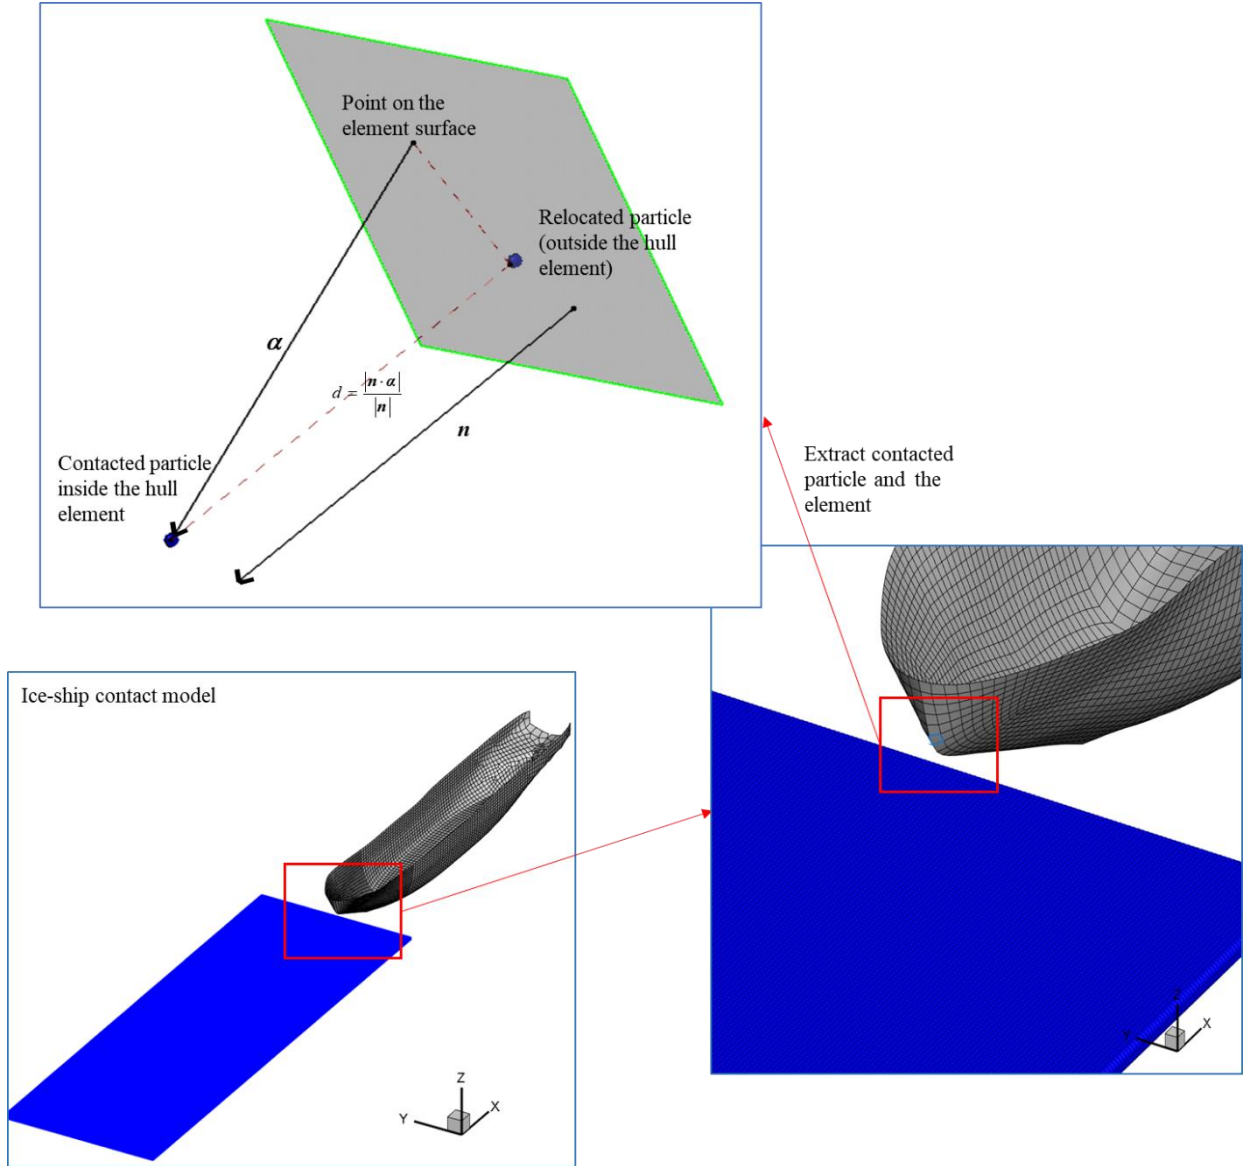 Point on the
element surface
Relocated particle
(outside the hull
element)
α
d = |n · α| / |n|
n
Contacted particle
inside the hull
element
Extract contacted
particle and the
element
Ice-ship contact model
Z
Y
X
Z
Y
X